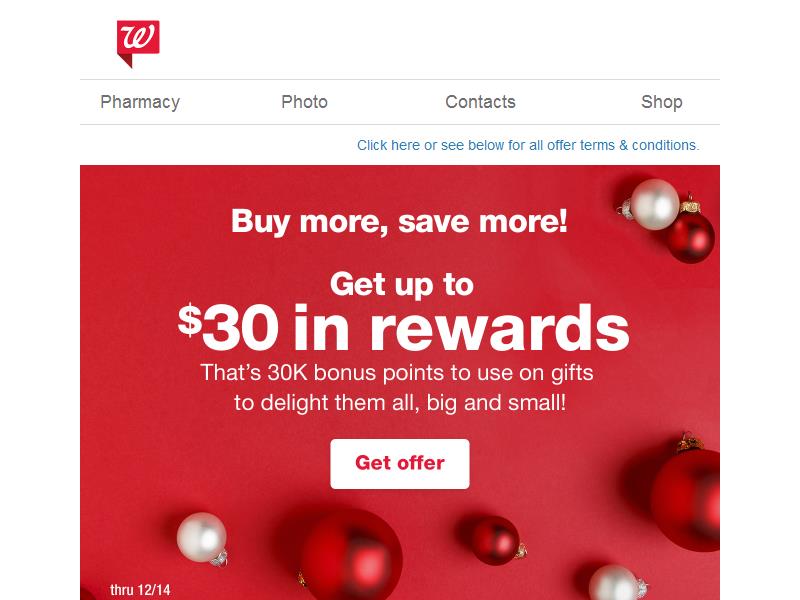 W
Pharmacy Photo Contacts Shop
Click here or see below for all offer terms & conditions.
Buy more, save more!
Get up to
$30 in rewards
That's 30K bonus points to use on gifts
to delight them all, big and small!
Get offer
thru 12/14